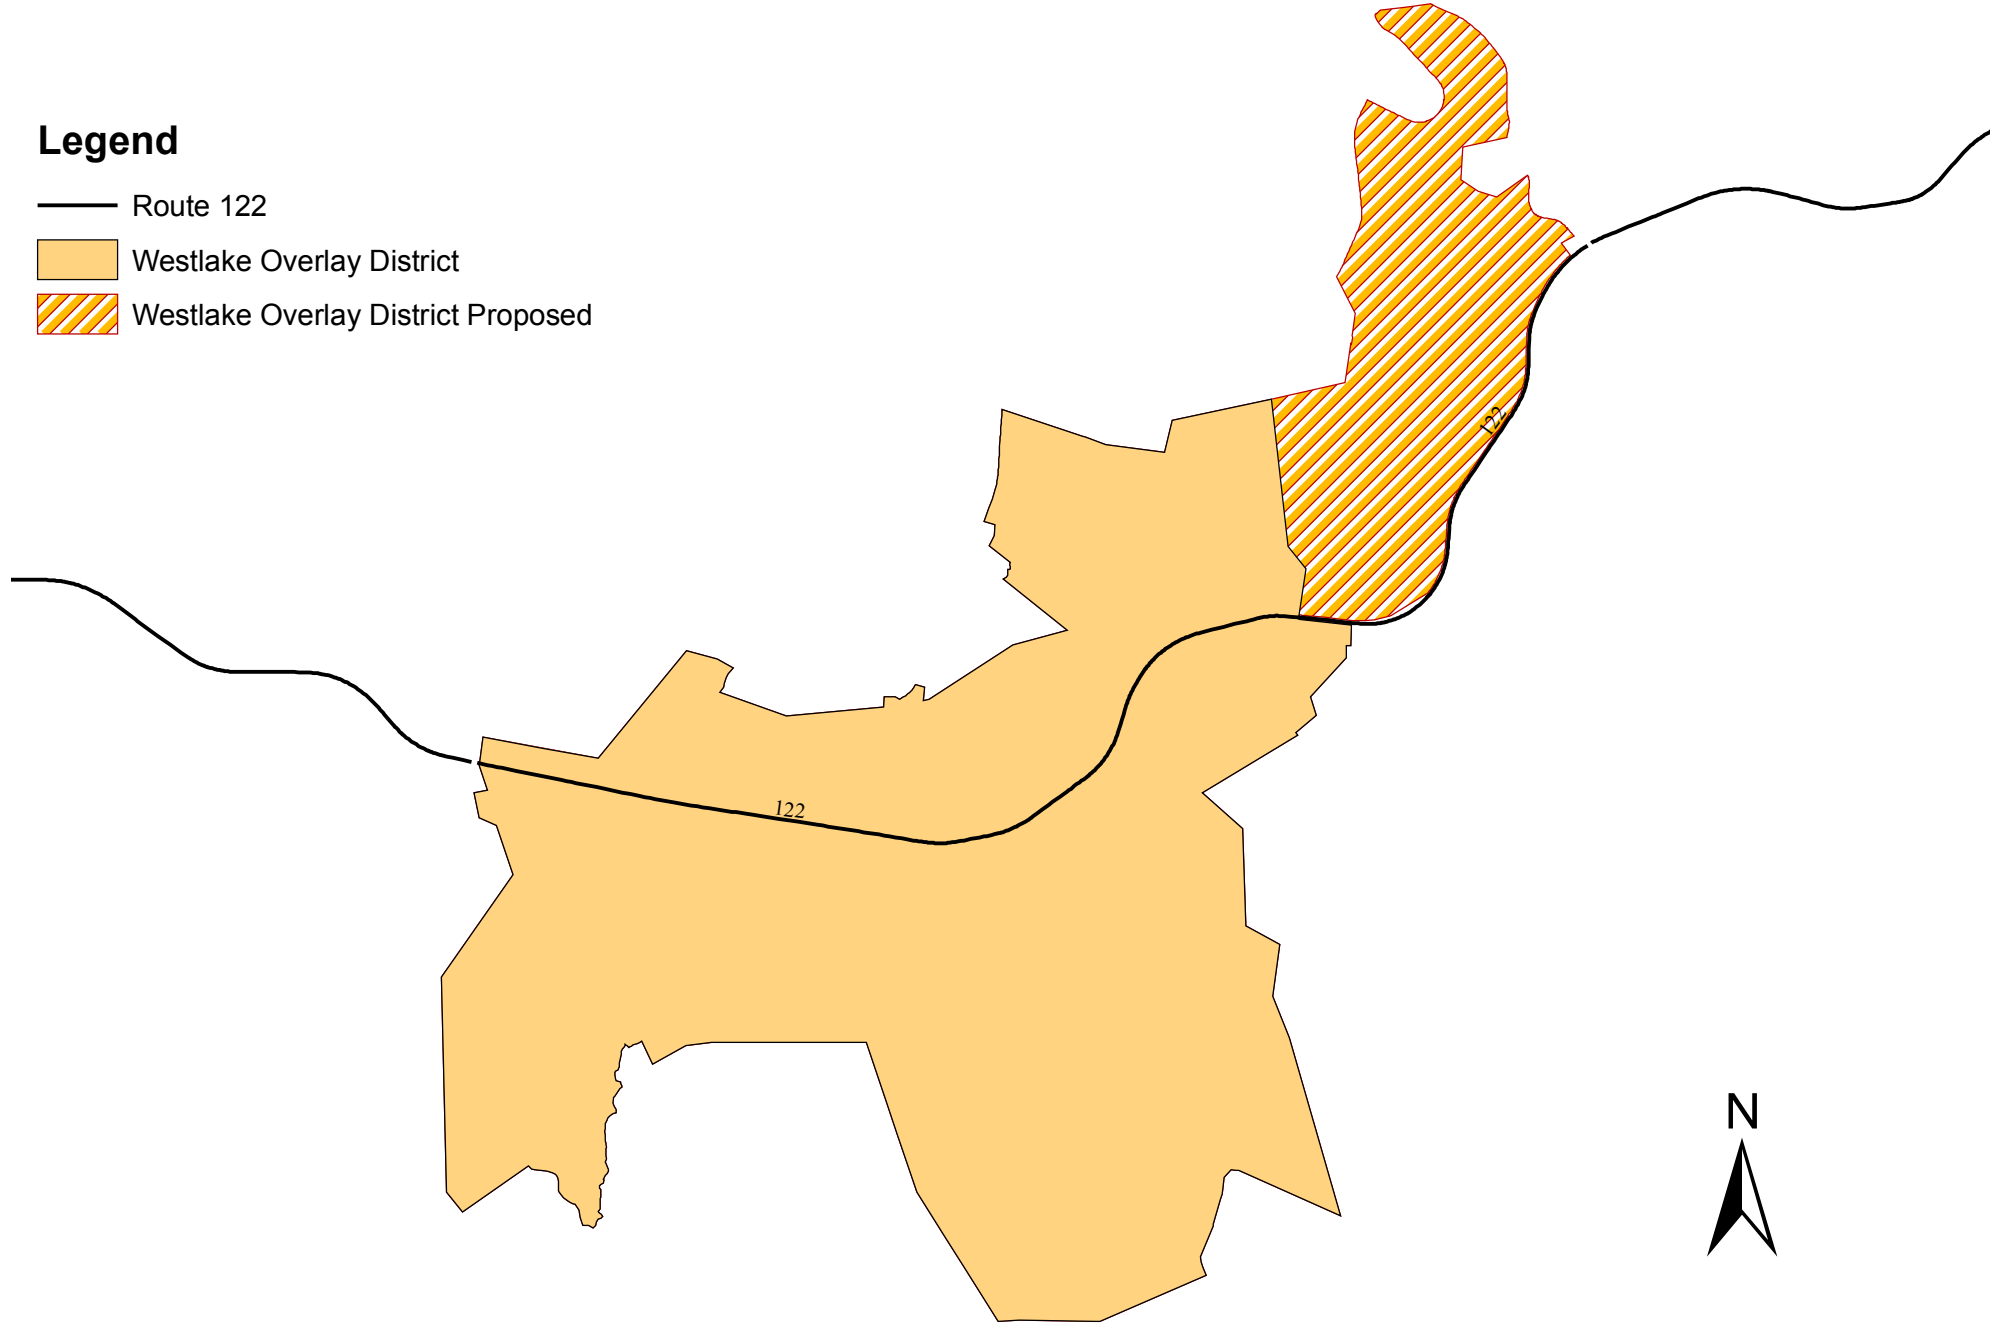 Legend
Route 122
Westlake Overlay District
Westlake Overlay District Proposed
122
122
N